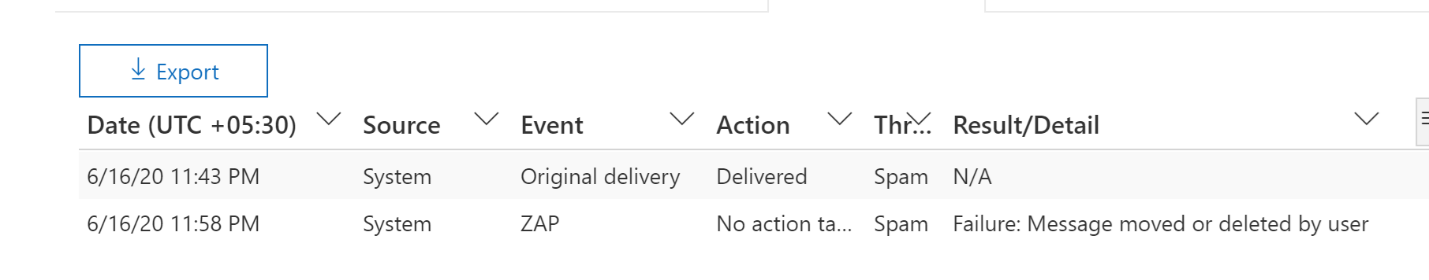 Export
Date (UTC +05:30) Source Event Action Thr... Result/Detail
6/16/20 11:43 PM System Original delivery Delivered Spam N/A
6/16/20 11:58 PM System ZAP No action ta... Spam Failure: Message moved or deleted by user